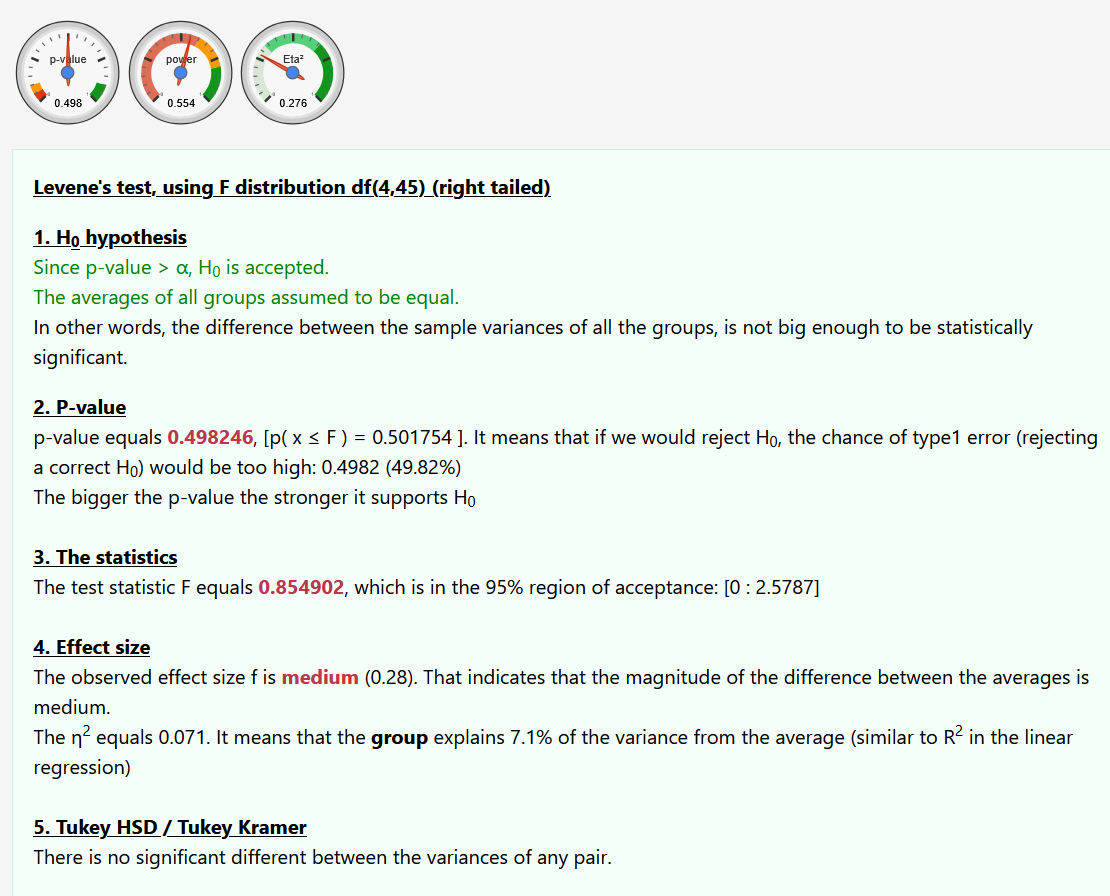 p-value power Eta²
0.498 0.554 0.276
Levene's test, using F distribution df(4,45) (right tailed)
1. H₀ hypothesis
Since p-value > α, H₀ is accepted.
The averages of all groups assumed to be equal.
In other words, the difference between the sample variances of all the groups, is not big enough to be statistically
significant.
2. P-value
p-value equals 0.498246, [p( x ≤ F ) = 0.501754 ]. It means that if we would reject H₀, the chance of type1 error (rejecting
a correct H₀) would be too high: 0.4982 (49.82%)
The bigger the p-value the stronger it supports H₀
3. The statistics
The test statistic F equals 0.854902, which is in the 95% region of acceptance: [0 : 2.5787]
4. Effect size
The observed effect size f is medium (0.28). That indicates that the magnitude of the difference between the averages is
medium.
The η² equals 0.071. It means that the group explains 7.1% of the variance from the average (similar to R² in the linear
regression)
5. Tukey HSD / Tukey Kramer
There is no significant different between the variances of any pair.